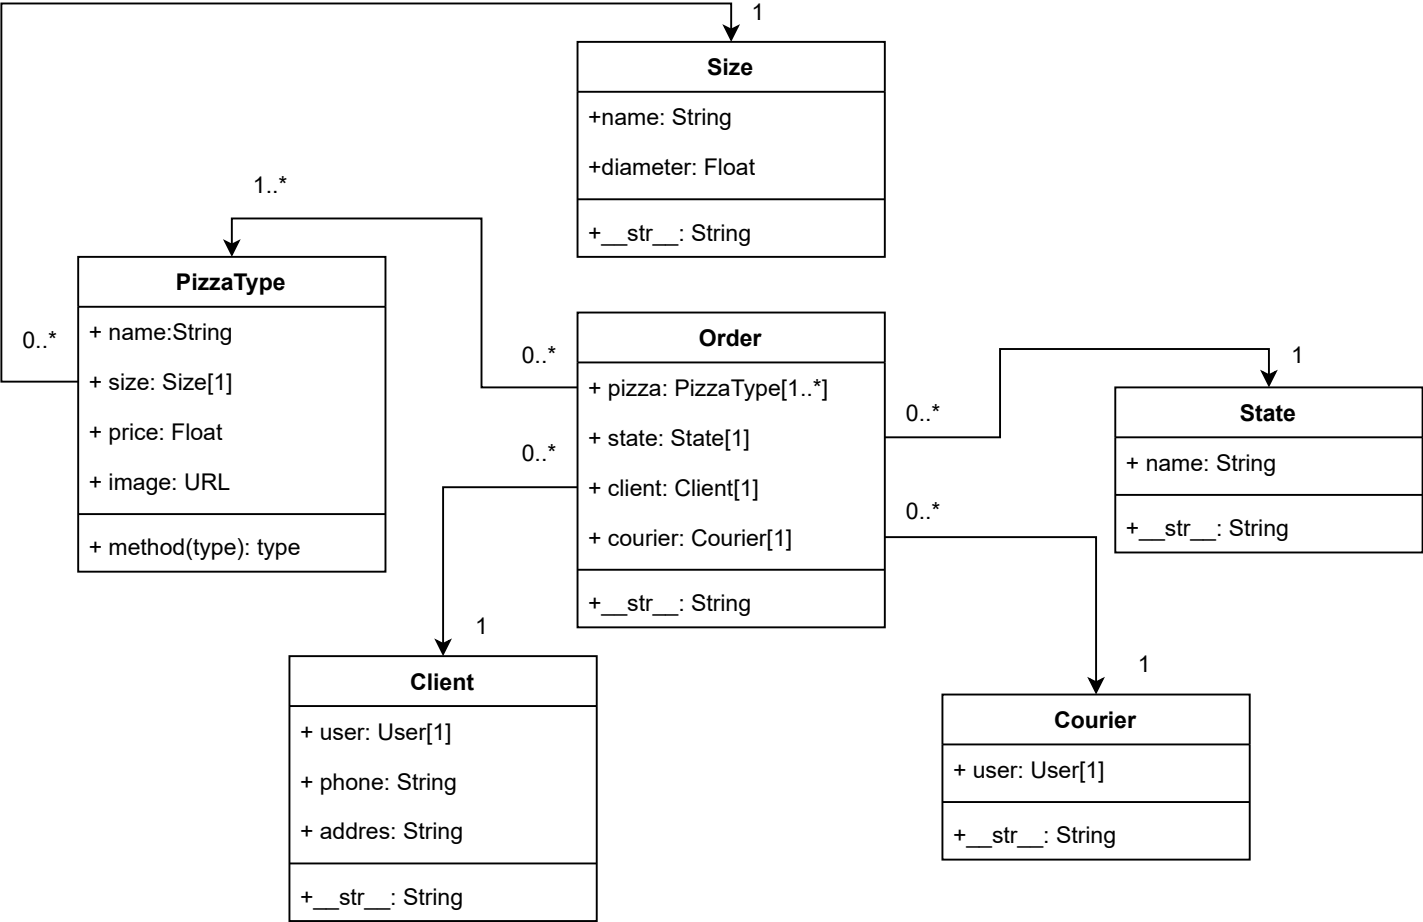 1
Size
+name: String
+diameter: Float
+__str__: String
1..*
PizzaType
+ name:String
0..*
+ size: Size[1]
+ price: Float
+ image: URL
+ method(type): type
Order
0..*
+ pizza: PizzaType[1..*]
+ state: State[1]
0..*
+ client: Client[1]
+ courier: Courier[1]
+__str__: String
0..*
1
State
+ name: String
+__str__: String
0..*
1
Client
+ user: User[1]
+ phone: String
+ addres: String
+__str__: String
1
Courier
+ user: User[1]
+__str__: String